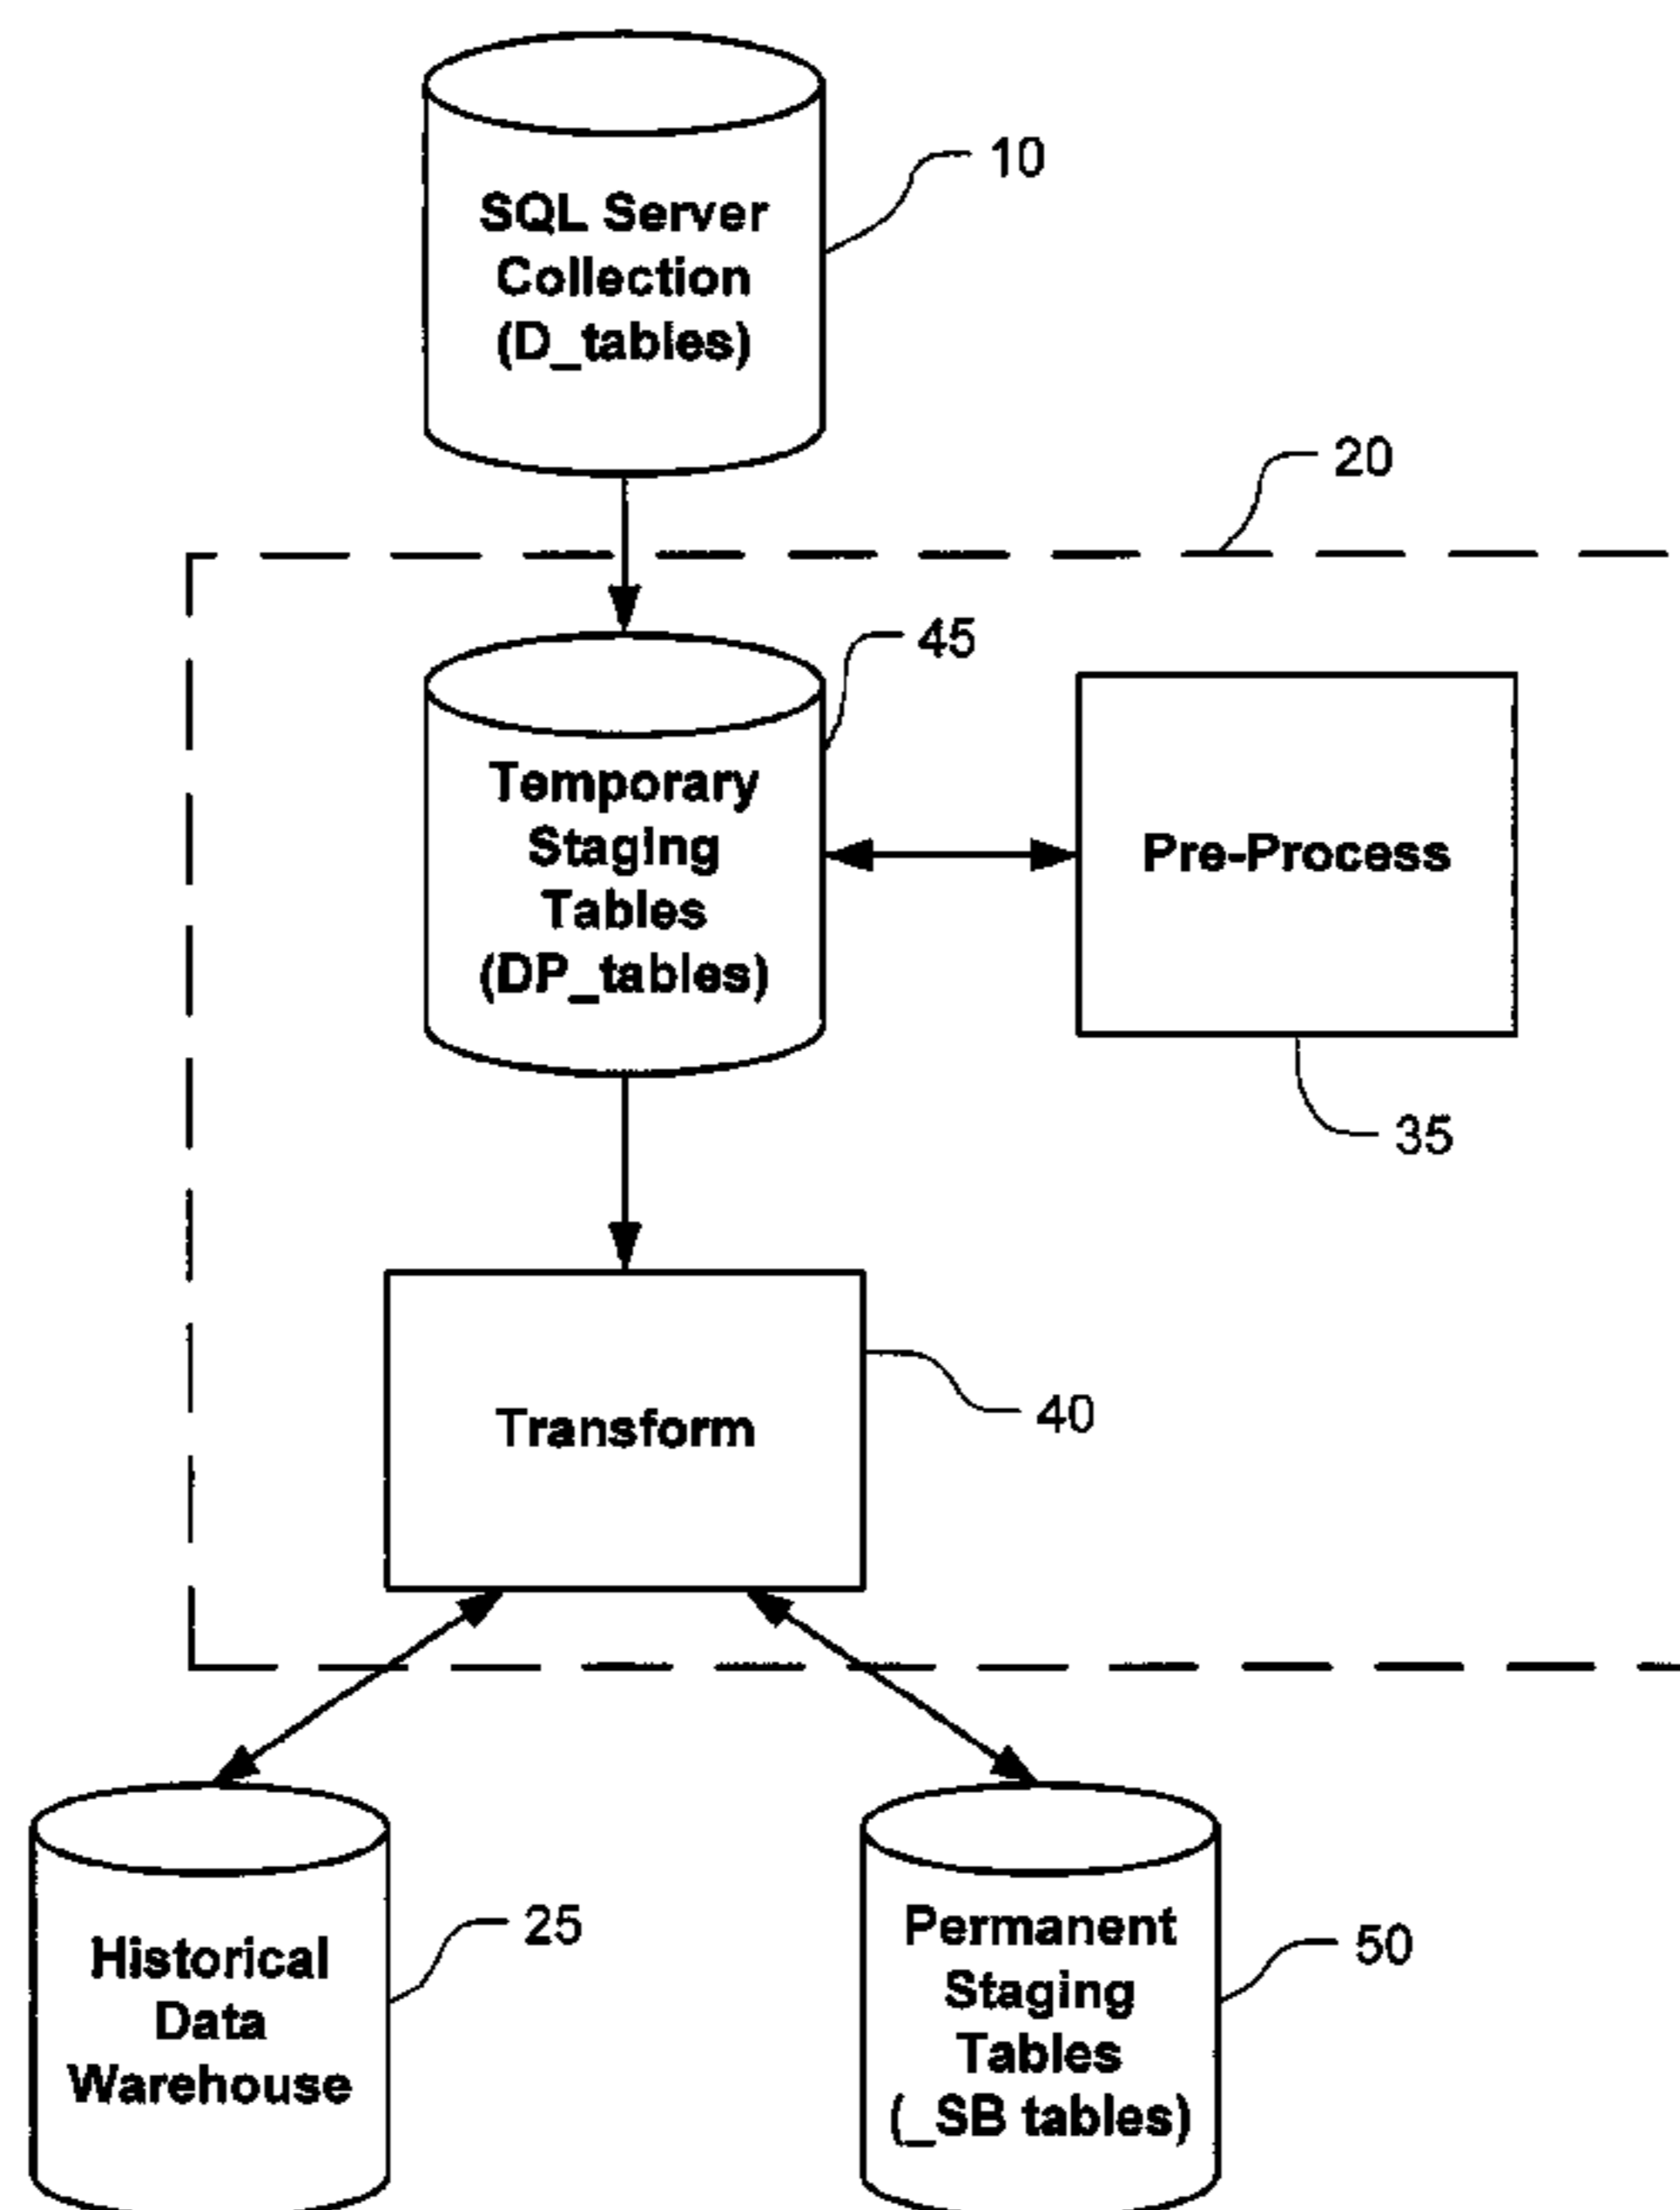 SQL Server
Collection
(D_tables)
10
20
Temporary
Staging
Tables
(DP_tables)
45
Pre-Process
35
Transform
40
Historical
Data
Warehouse
25
Permanent
Staging
Tables
(_SB tables)
50